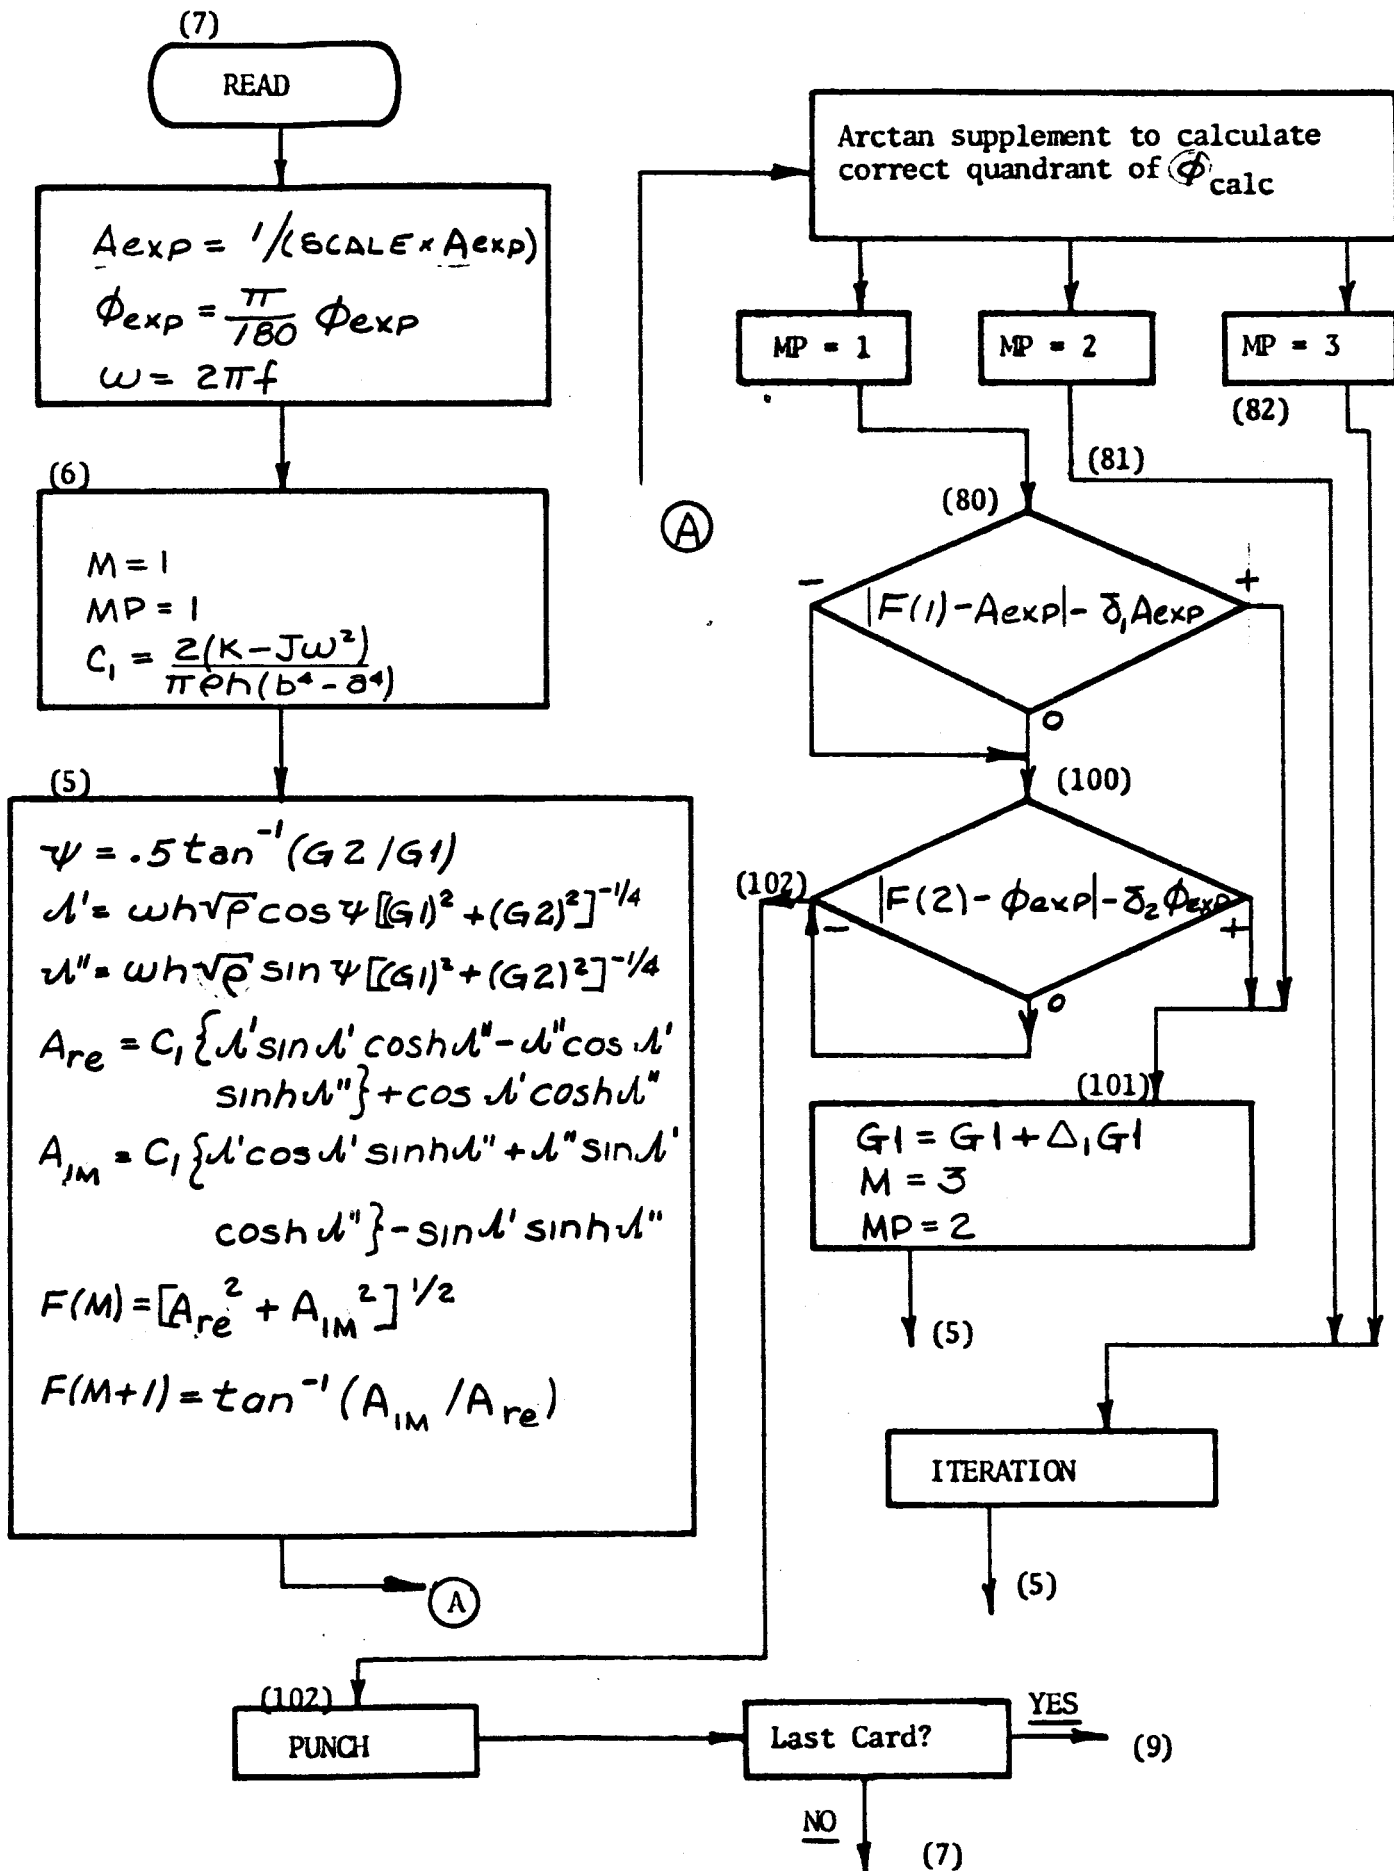 (7)
READ
Aexp = 1/(SCALE × Aexp)
ϕexp = π/180 ϕexp
ω = 2πf
(6)
M = 1
MP = 1
C₁ = 2(K-Jω²)/πρh(b⁴-a⁴)
(5)
ψ = .5 tan⁻¹(G2/G1)
𝓊' = ωh√ρ cos ψ [(G1)² + (G2)²]⁻¹/⁴
𝓊" = ωh√ρ sin ψ [(G1)² + (G2)²]⁻¹/⁴
Are = C₁{𝓊' sin 𝓊' cosh 𝓊" - 𝓊" cos 𝓊'
sinh 𝓊"} + cos 𝓊' cosh 𝓊"
AIM = C₁{𝓊' cos 𝓊' sinh 𝓊" + 𝓊" sin 𝓊'
cosh 𝓊"} - sin 𝓊' sinh 𝓊"
F(M) = [Are² + AIM²]¹/²
F(M+1) = tan⁻¹(AIM/Are)
A
A
Arctan supplement to calculate
correct quandrant of ϕcalc
MP = 1
MP = 2
MP = 3
(82)
(81)
(80)
- +
|F(1) - Aexp| - δ₁Aexp
0
(100)
(102)
|F(2) - ϕexp| - δ₂ϕexp
- +
0
(101)
G1 = G1 + Δ₁G1
M = 3
MP = 2
(5)
ITERATION
(5)
(102)
PUNCH
Last Card?
YES
(9)
NO
(7)